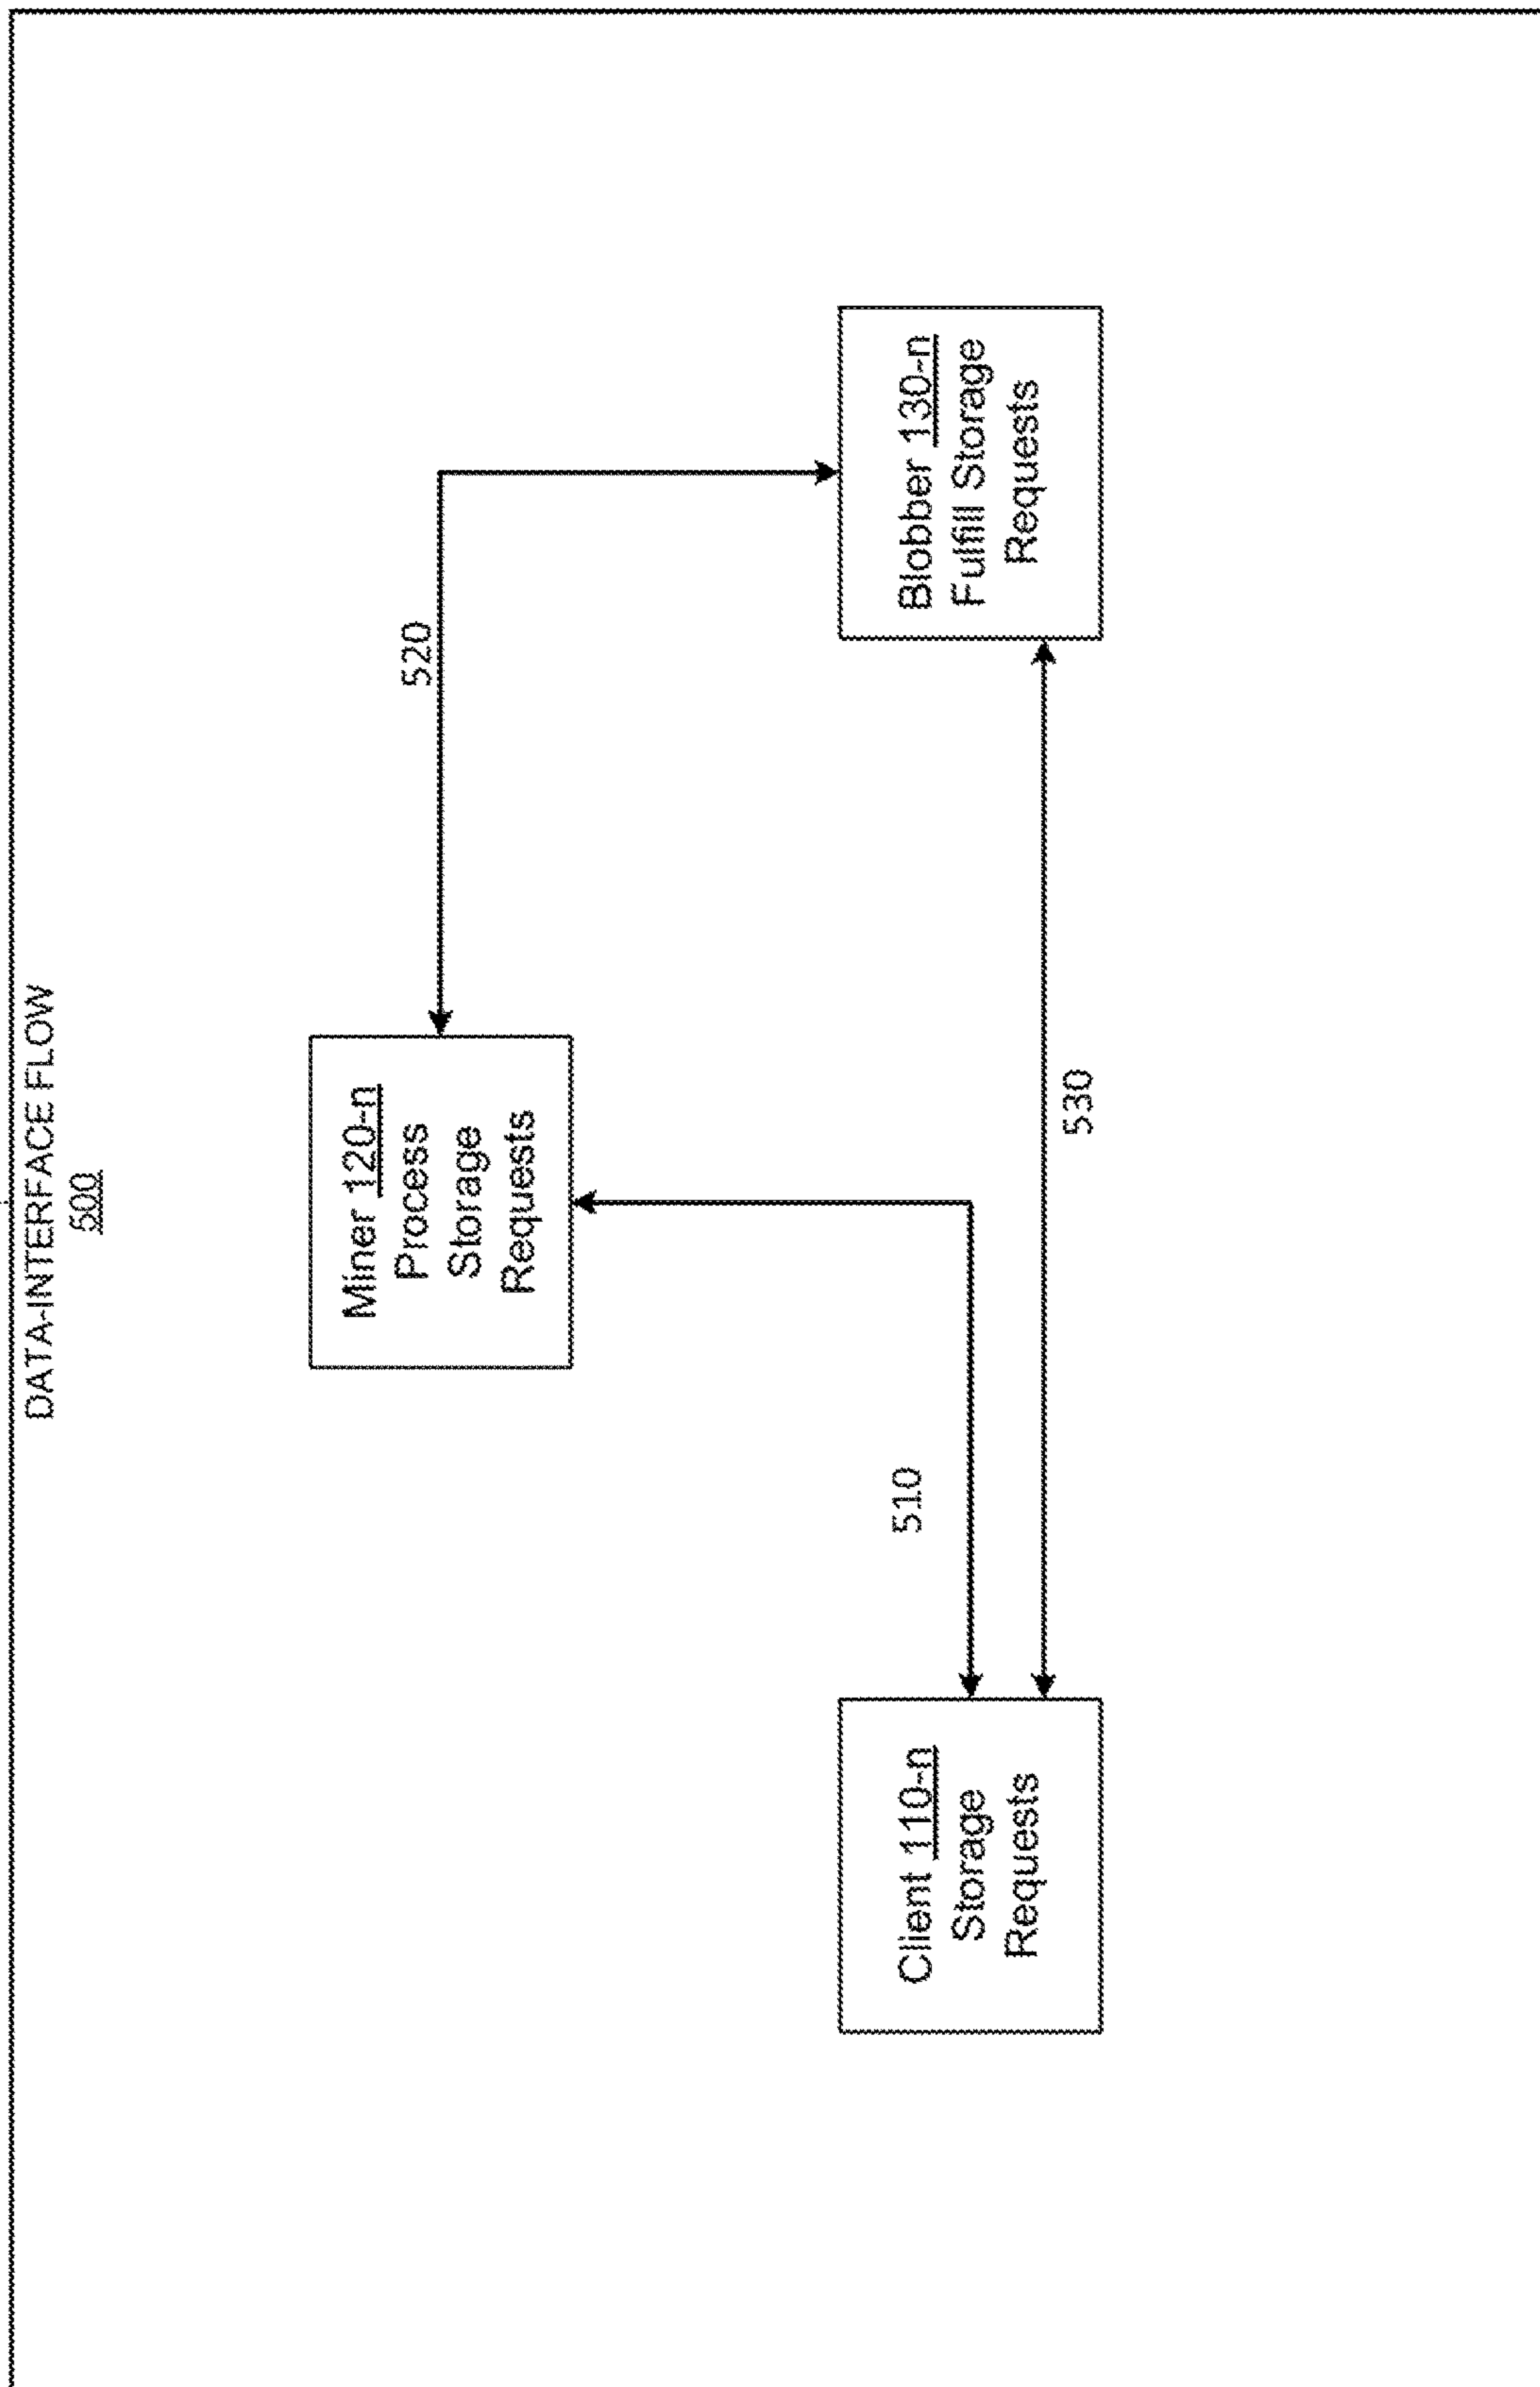 DATA-INTERFACE FLOW
500
Miner 120-n
Process
Storage
Requests
520
510
Client 110-n
Storage
Requests
Blobber 130-n
Fulfill Storage
Requests
530